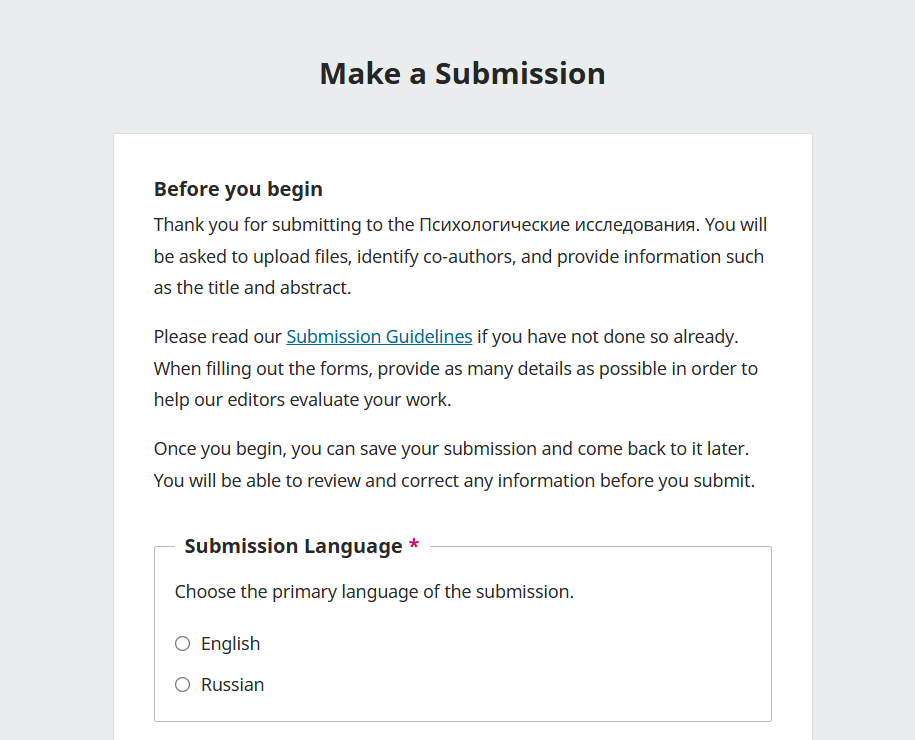 Make a Submission
Before you begin
Thank you for submitting to the Психологические исследования. You will
be asked to upload files, identify co-authors, and provide information such
as the title and abstract.
Please read our Submission Guidelines if you have not done so already.
When filling out the forms, provide as many details as possible in order to
help our editors evaluate your work.
Once you begin, you can save your submission and come back to it later.
You will be able to review and correct any information before you submit.
Submission Language *
Choose the primary language of the submission.
English
Russian